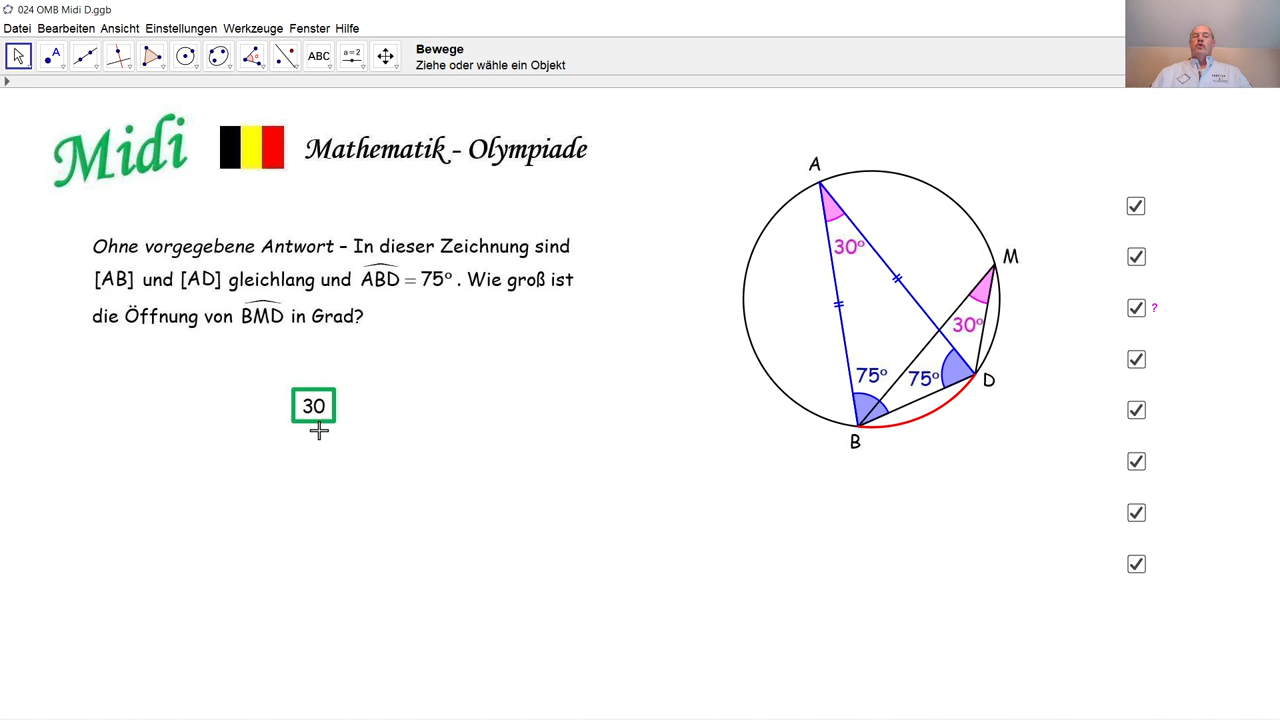 024 OMB Midi D.ggb
Datei Bearbeiten Ansicht Einstellungen Werkzeuge Fenster Hilfe
A
ABC
a=2
Bewege
Ziehe oder wähle ein Objekt
Midi
Mathematik - Olympiade
Ohne vorgegebene Antwort – In dieser Zeichnung sind
[AB] und [AD] gleichlang und ABD = 75°. Wie groß ist
die Öffnung von BMD in Grad?
30
A
30°
M
30°
75°
75°
D
B
?